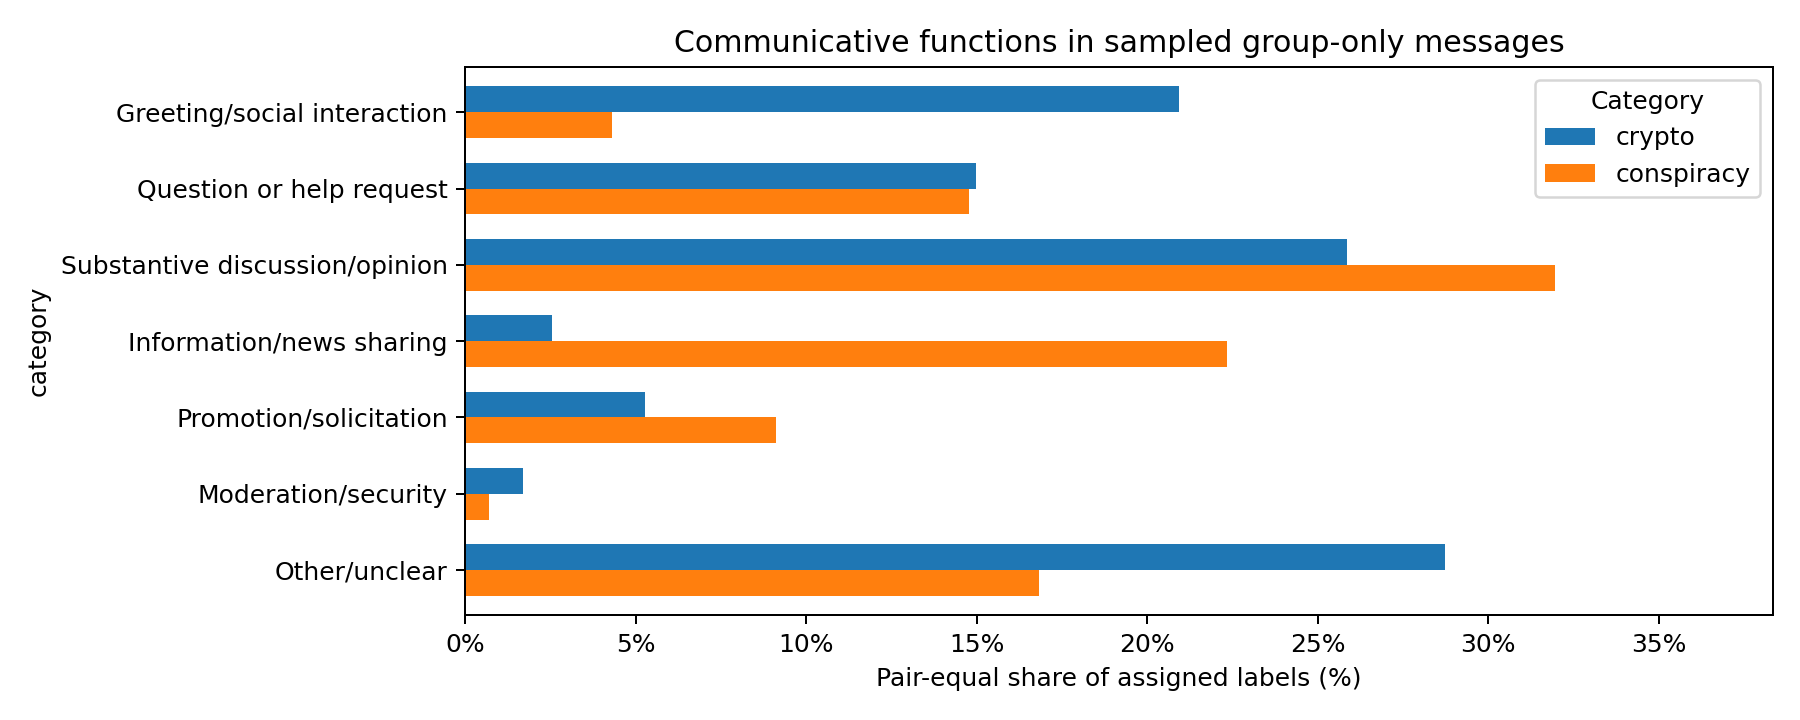 Communicative functions in sampled group-only messages
Category
crypto
conspiracy
category
Greeting/social interaction
Question or help request
Substantive discussion/opinion
Information/news sharing
Promotion/solicitation
Moderation/security
Other/unclear
0% 5% 10% 15% 20% 25% 30% 35%
Pair-equal share of assigned labels (%)